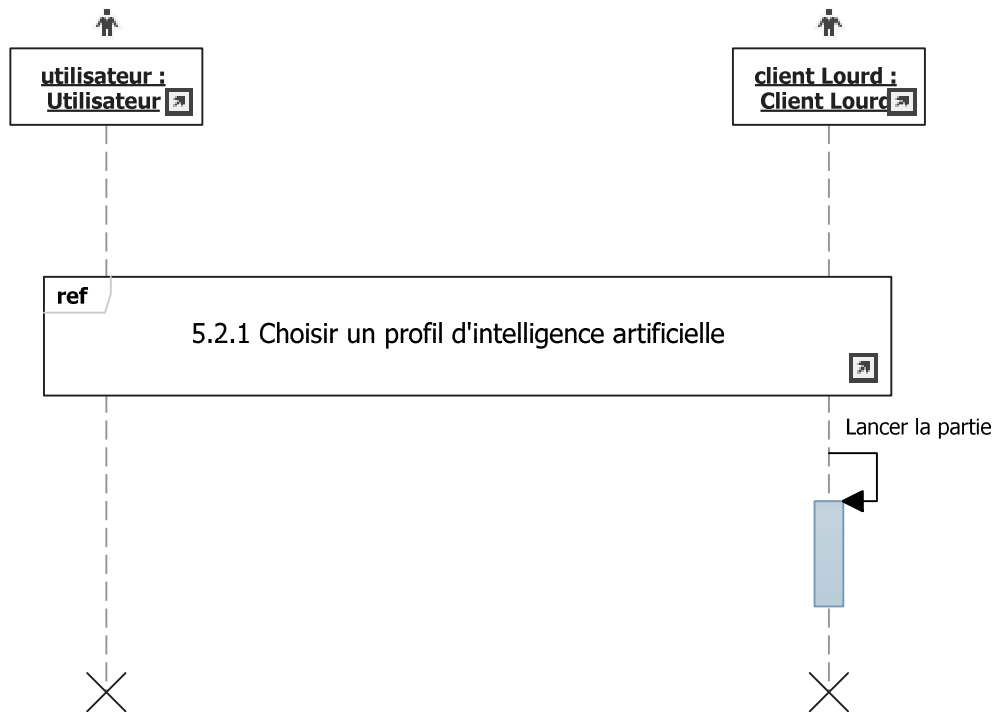 utilisateur :
Utilisateur
client Lourd :
Client Lourd
ref
5.2.1 Choisir un profil d'intelligence artificielle
Lancer la partie